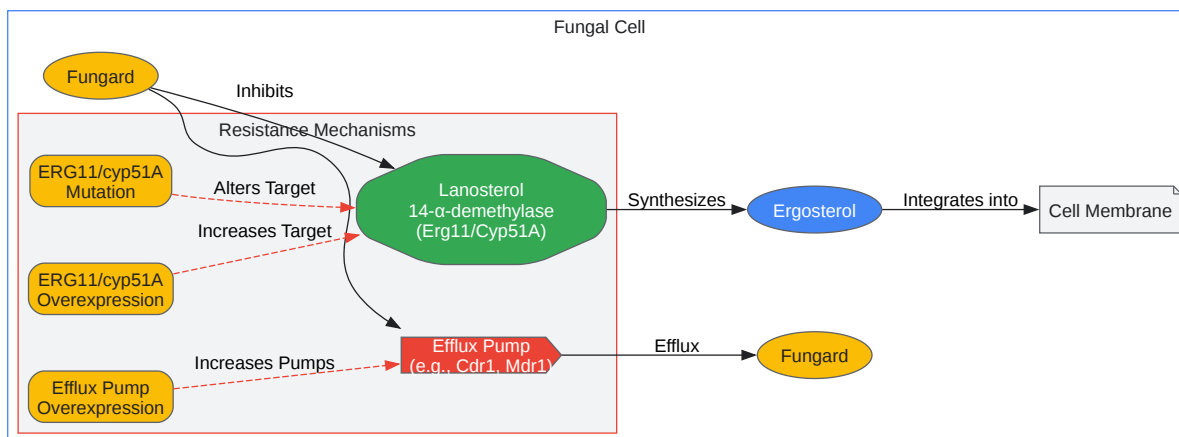 Fungal Cell
Fungard
Inhibits
Resistance Mechanisms
ERG11/cyp51A
Mutation
Alters Target
Increases Target
Lanosterol
14-α-demethylase
(Erg11/Cyp51A)
Synthesizes
Ergosterol
Integrates into
Cell Membrane
ERG11/cyp51A
Overexpression
Increases Pumps
Efflux Pump
(e.g., Cdr1, Mdr1)
Efflux
Fungard
Efflux Pump
Overexpression